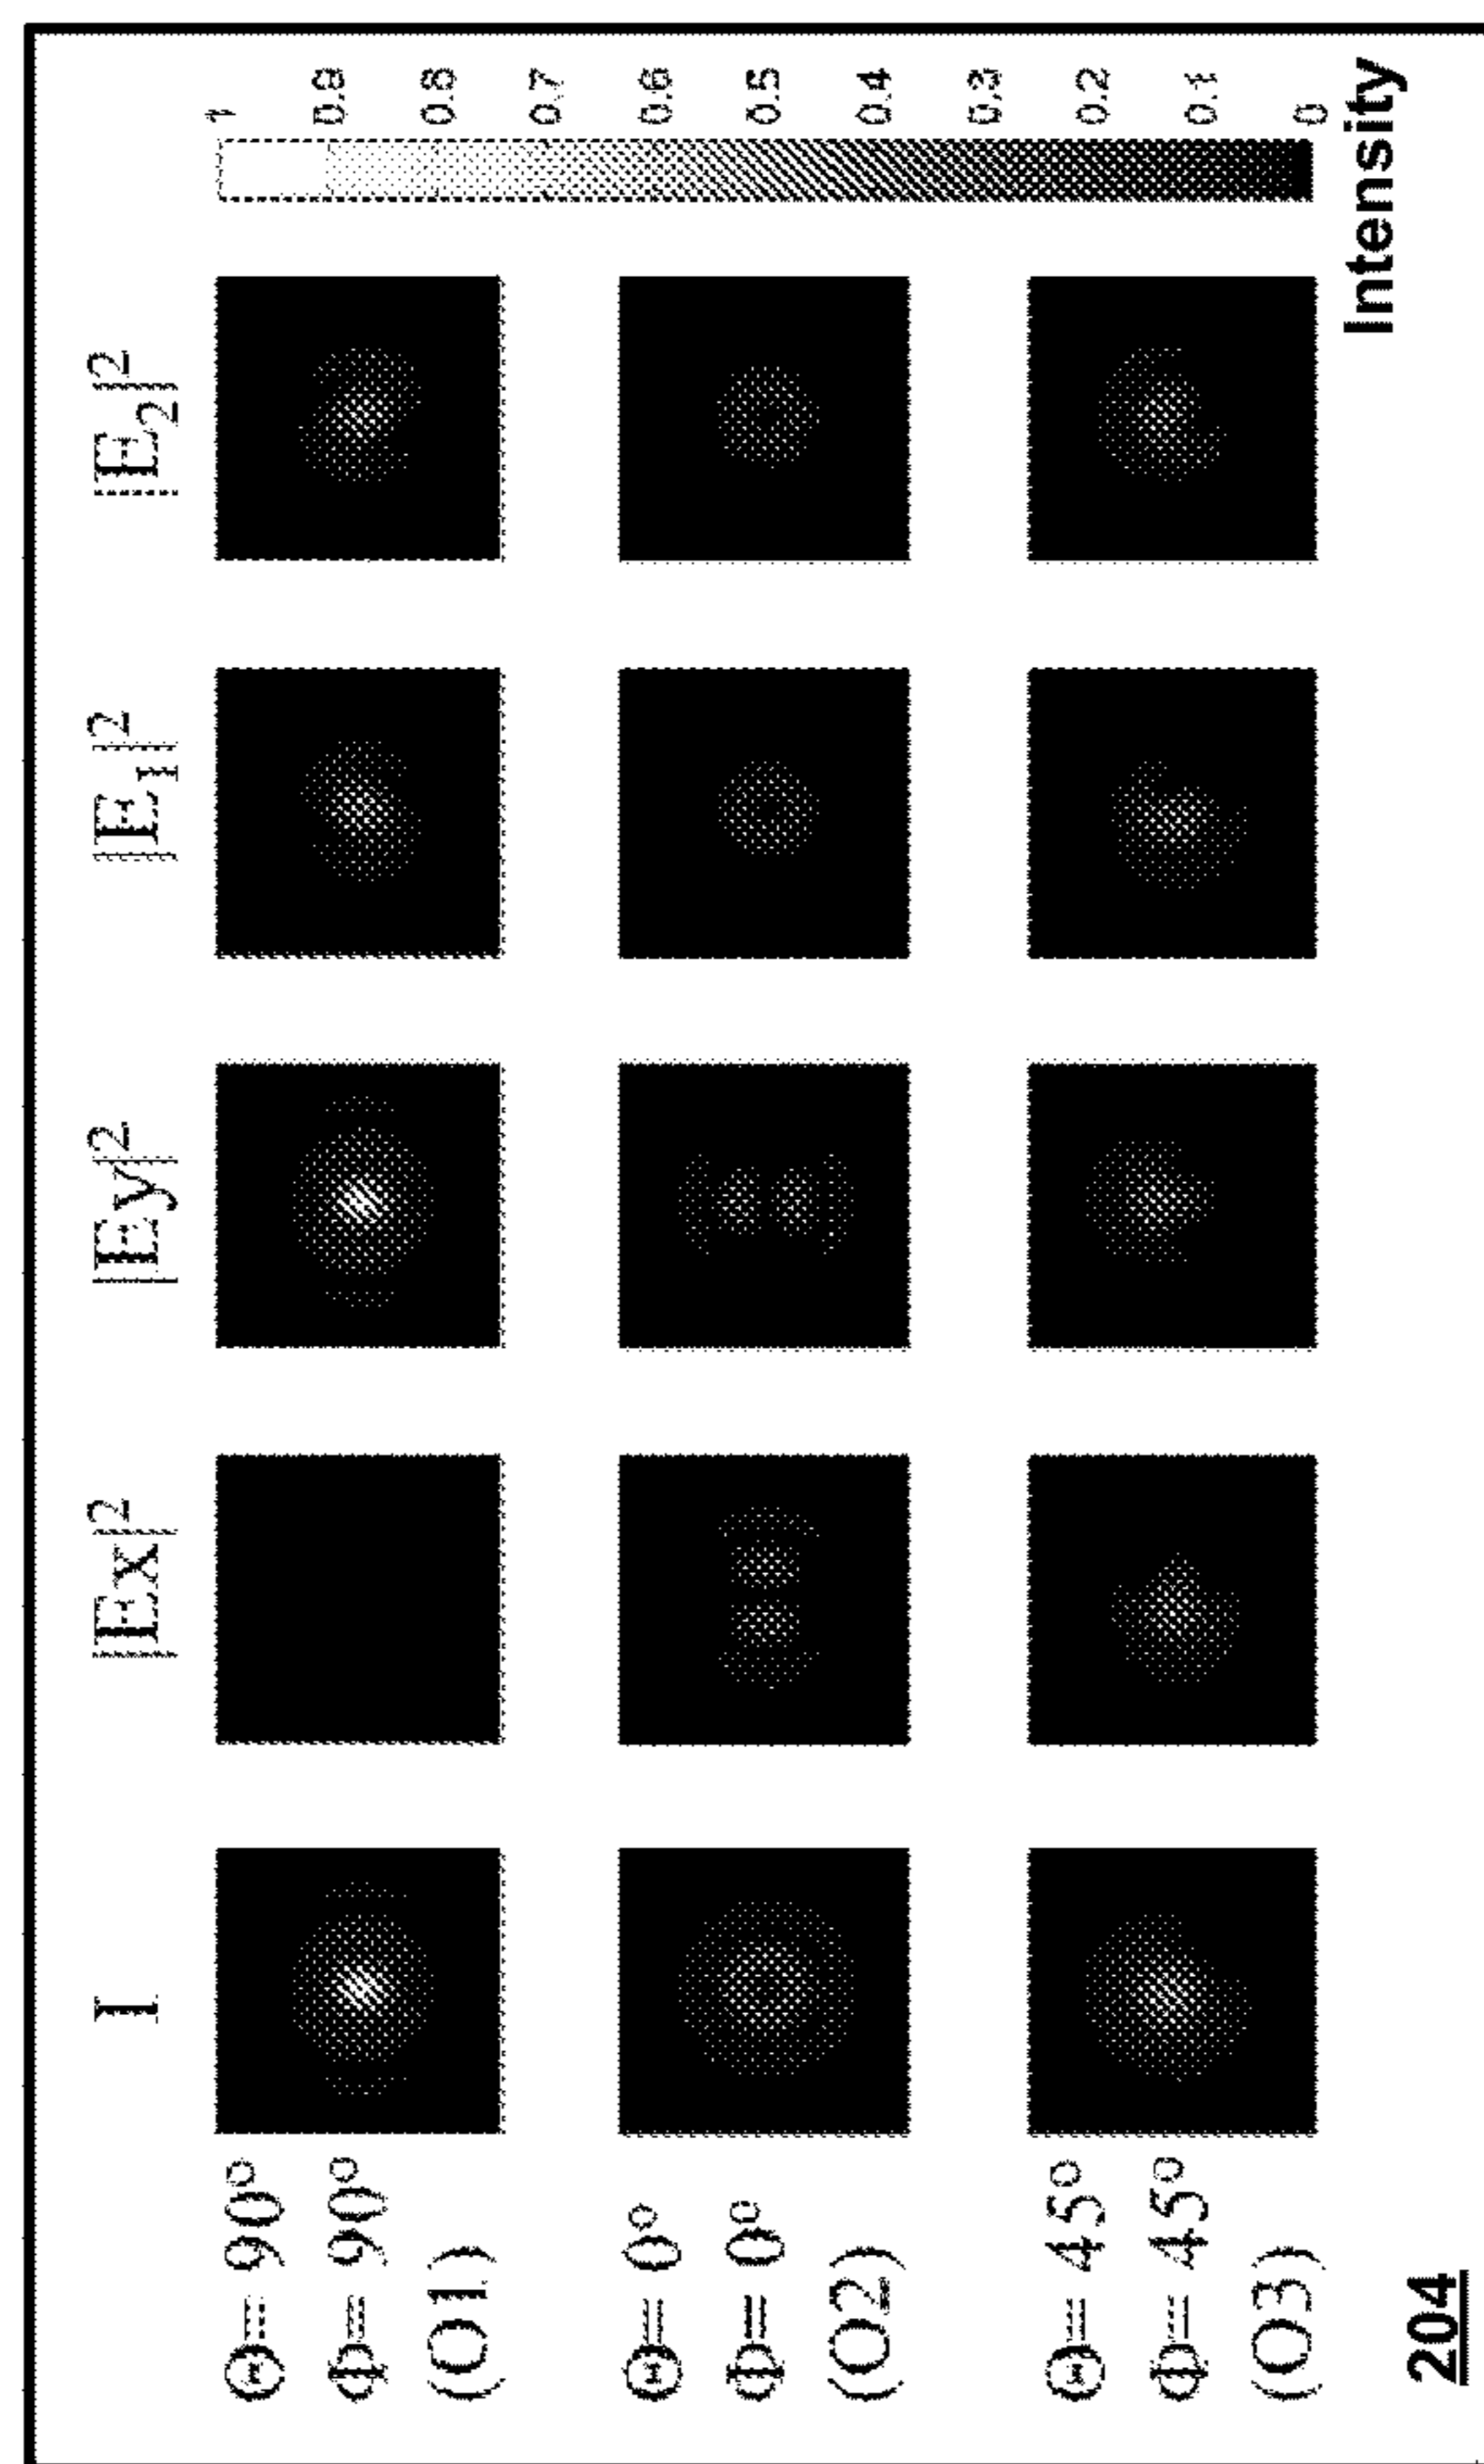 I |Ex|² |Ey|² |E₁|² |E₂|²
Θ= 90°
Φ= 90°
(O1)
Θ= 0°
Φ= 0°
(O2)
Θ= 45°
Φ= 45°
(O3)
1
0.9
0.8
0.7
0.6
0.5
0.4
0.3
0.2
0.1
0
Intensity
204